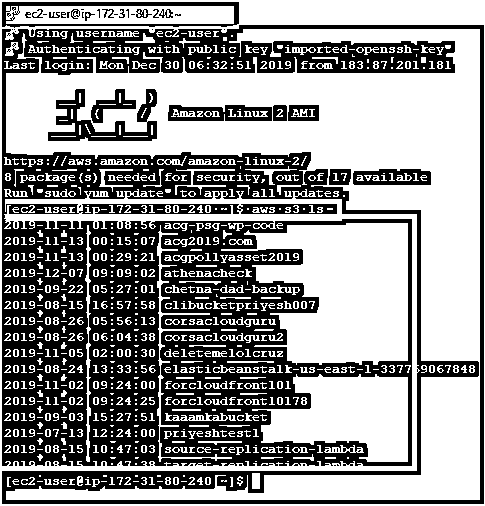 ec2-user@ip-172-31-80-240:~
Using username "ec2-user".
Authenticating with public key "imported-openssh-key"
Last login: Mon Dec 30 06:32:51 2019 from 183.87.201.181
Amazon Linux 2 AMI
https://aws.amazon.com/amazon-linux-2/
8 package(s) needed for security, out of 17 available
Run "sudo yum update" to apply all updates.
[ec2-user@ip-172-31-80-240 ~]$ aws s3 ls
2019-11-11 01:08:56 acg-psg-wp-code
2019-11-13 00:15:07 acg2019.com
2019-11-13 00:29:21 acgpollyasset2019
2019-12-07 09:09:02 athenacheck
2019-09-22 05:27:01 chetna-dad-backup
2019-08-15 16:57:58 clibucketpriyesh007
2019-08-26 05:56:13 corsacloudguru
2019-08-26 06:04:38 corsacloudguru2
2019-11-05 02:00:30 deletemelolcruz
2019-08-24 13:33:56 elasticbeanstalk-us-east-1-337759067848
2019-11-02 09:24:00 forcloudfront101
2019-11-02 09:24:25 forcloudfront10178
2019-09-03 15:27:51 kaaamkabucket
2019-07-13 12:24:00 priyeshtest1
2019-08-15 10:47:03 source-replication-lambda
2019-08-15 10:47:38 target-replication-lambda
[ec2-user@ip-172-31-80-240 ~]$